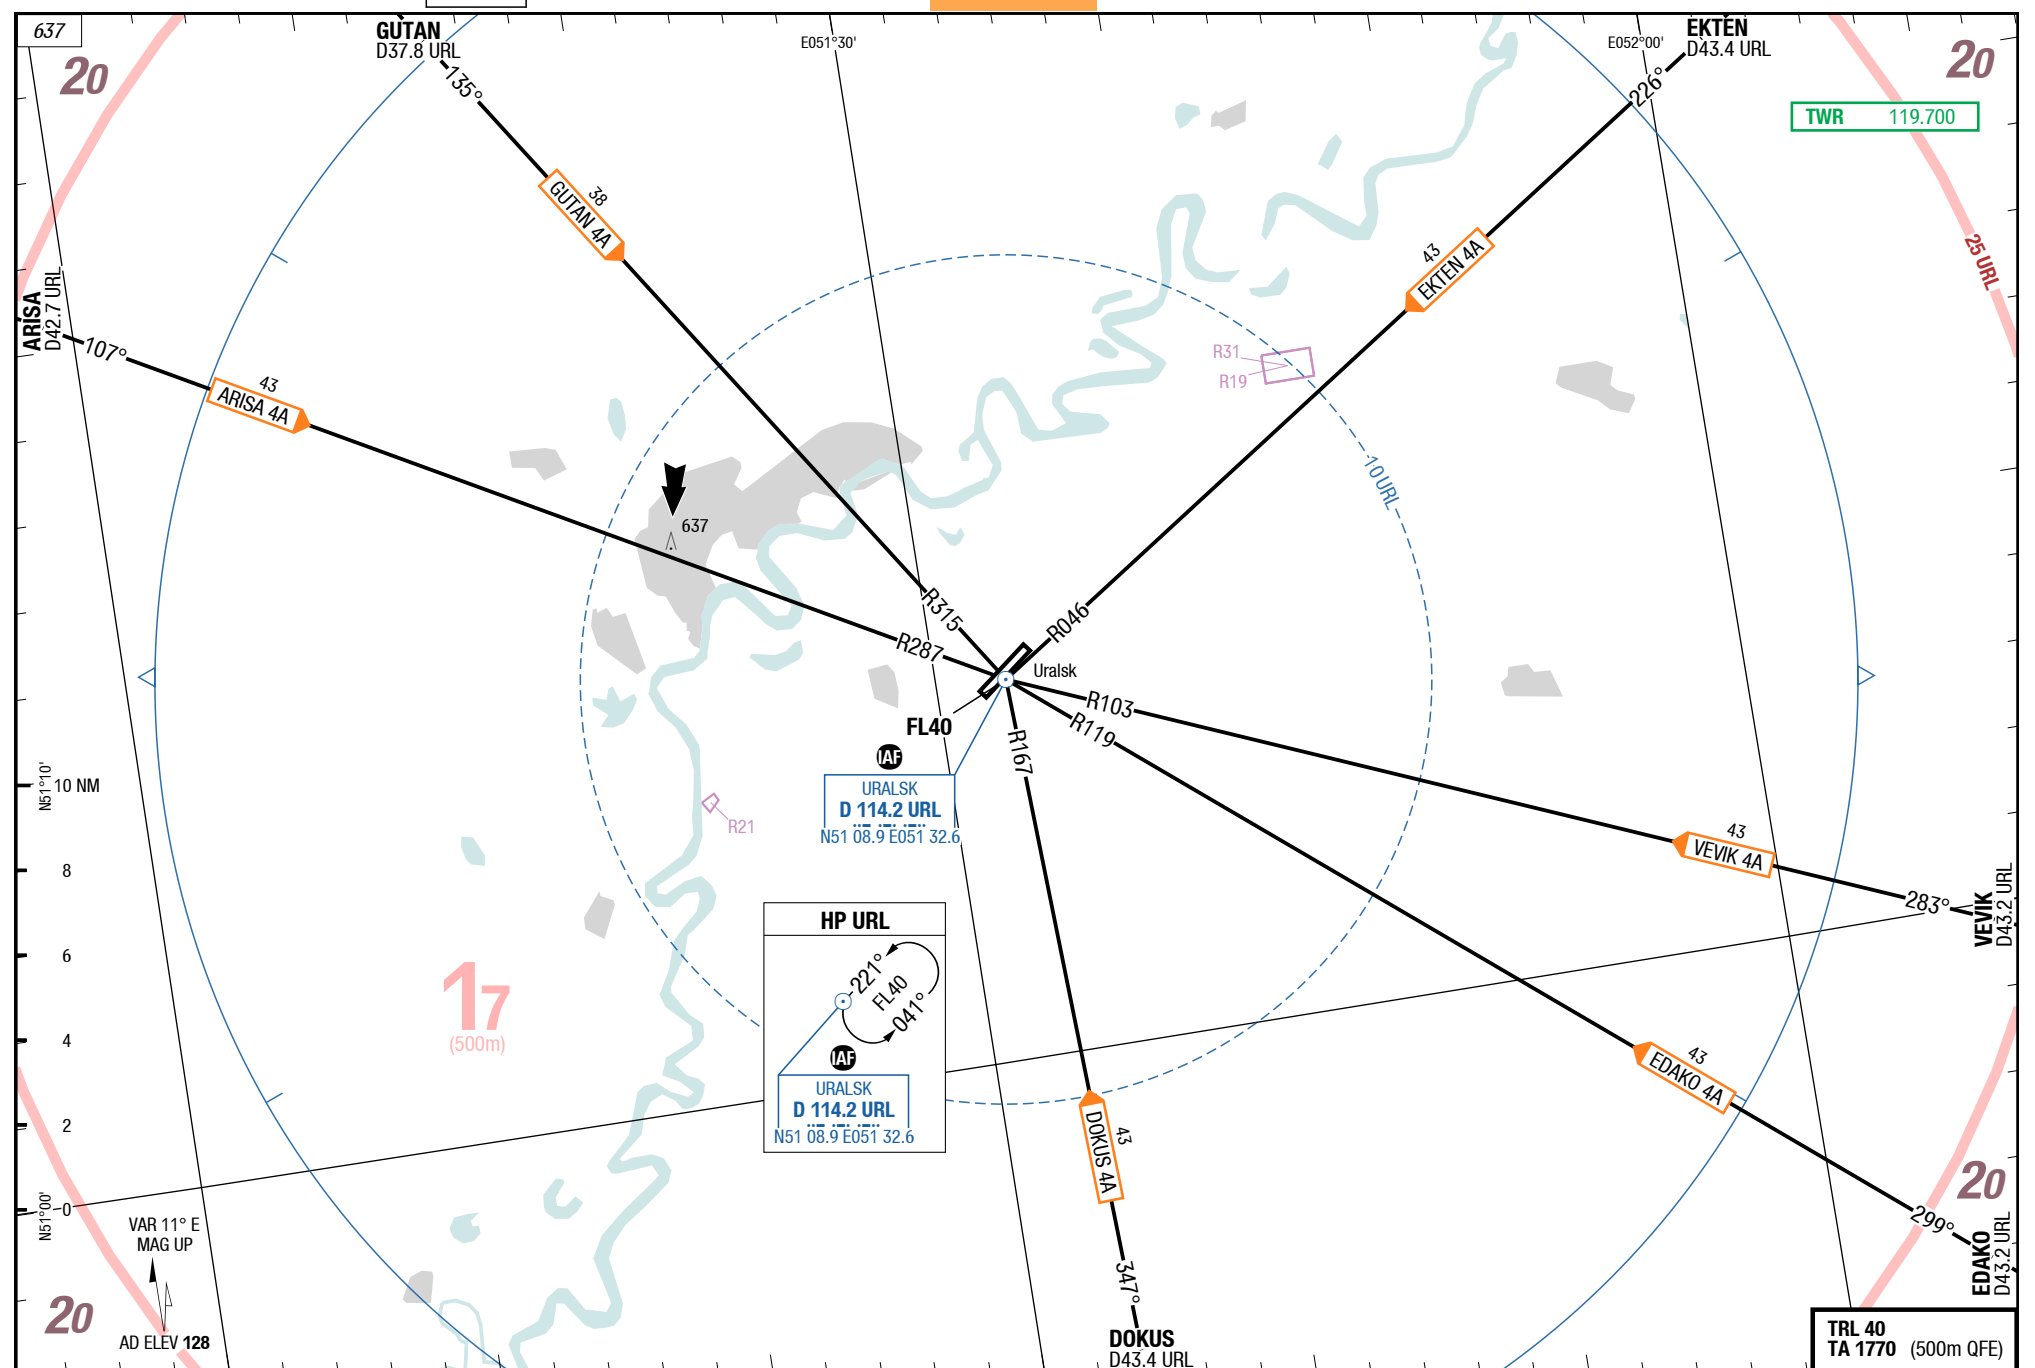 637
GUTAN
D37.8 URL
E051°30'
E052°00'
EKTEN
D43.4 URL
20
20
135°
226°
TWR 119.700
38
GUTAN 4A
43
EKTEN 4A
25 URL
ARISA
D42.7 URL
107°
43
ARISA 4A
R31
R19
10 URL
637
R315
R046
R287
Uralsk
R103
R119
R167
FL40
IAF
URALSK
D 114.2 URL
N51 08.9 E051 32.6
N51°10'
10 NM
R21
43
VEVIK 4A
8
283°
VEVIK
D43.2 URL
HP URL
6
221°
FL40
041°
17
(500m)
4
IAF
URALSK
D 114.2 URL
N51 08.9 E051 32.6
43
EDAKO 4A
2
43
DOKUS 4A
20
N51°00'
0
299°
EDAKO
D43.2 URL
VAR 11° E
MAG UP
347°
20
AD ELEV 128
DOKUS
D43.4 URL
TRL 40
TA 1770 (500m QFE)